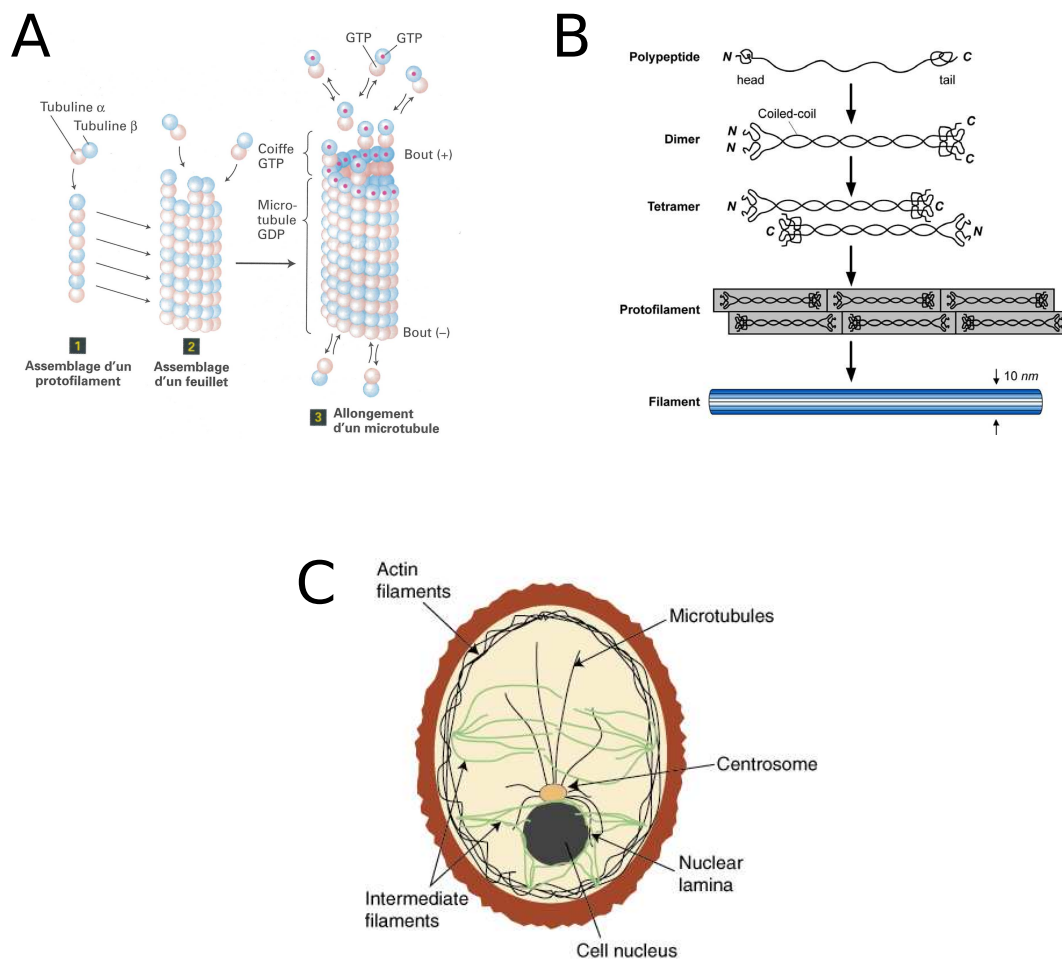 A
GTP
GTP
Tubuline α
Tubuline β
Coiffe
GTP
Bout (+)
Micro-
tubule
GDP
Bout (–)
1
Assemblage d'un
protofilament
2
Assemblage
d'un feuillet
3 Allongement
d'un microtubule
B
Polypeptide
N
C
head
tail
Coiled-coil
Dimer
N
N
C
C
Tetramer
N
C
C
N
Protofilament
10 nm
Filament
C
Actin
filaments
Microtubules
Centrosome
Nuclear
lamina
Intermediate
filaments
Cell nucleus